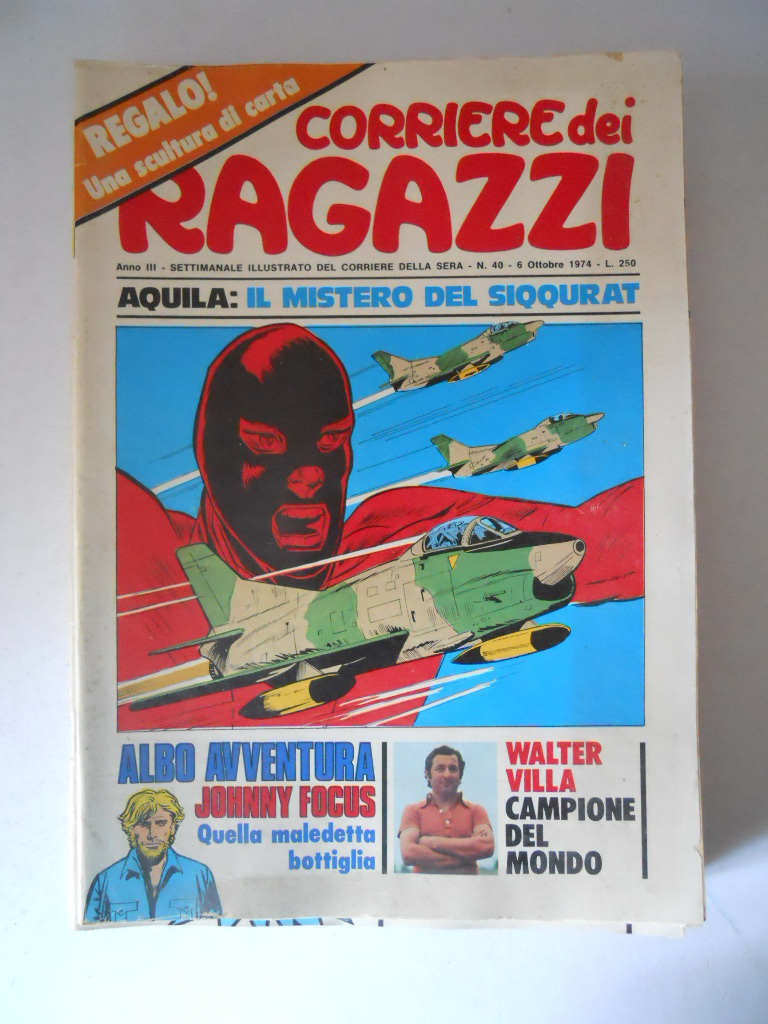 REGALO!
Una scultura di carta
CORRIERE dei
RAGAZZI
Anno III - SETTIMANALE ILLUSTRATO DEL CORRIERE DELLA SERA - N. 40 - 6 Ottobre 1974 - L. 250
AQUILA: IL MISTERO DEL SIQQURAT
ALBO AVVENTURA
JOHNNY FOCUS
Quella maledetta
bottiglia
WALTER
VILLA
CAMPIONE
DEL
MONDO